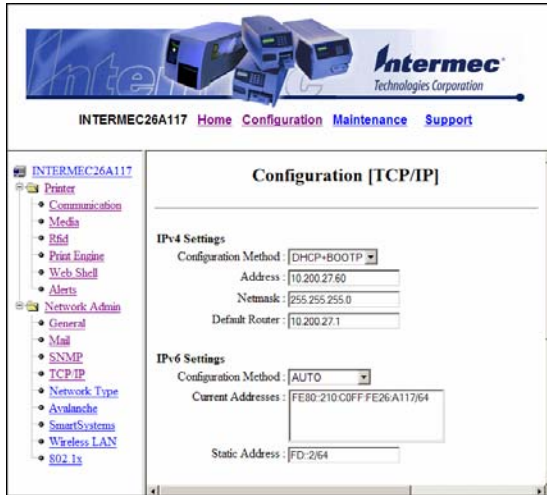 Inte
Intermec
Technologies Corporation
INTERMEC26A117 Home Configuration Maintenance Support
INTERMEC26A117
Printer
Communication
Media
Rfid
Print Engine
Web Shell
Alerts
Network Admin
General
Mail
SNMP
TCP/IP
Network Type
Avalanche
SmartSystems
Wireless LAN
802.1x
Configuration [TCP/IP]
IPv4 Settings
Configuration Method : DHCP+BOOTP
Address : 10.200.27.60
Netmask : 255.255.255.0
Default Router : 10.200.27.1
IPv6 Settings
Configuration Method : AUTO
Current Addresses : FE80::210:C0FF:FE26:A117/64
Static Address : FD::2/64